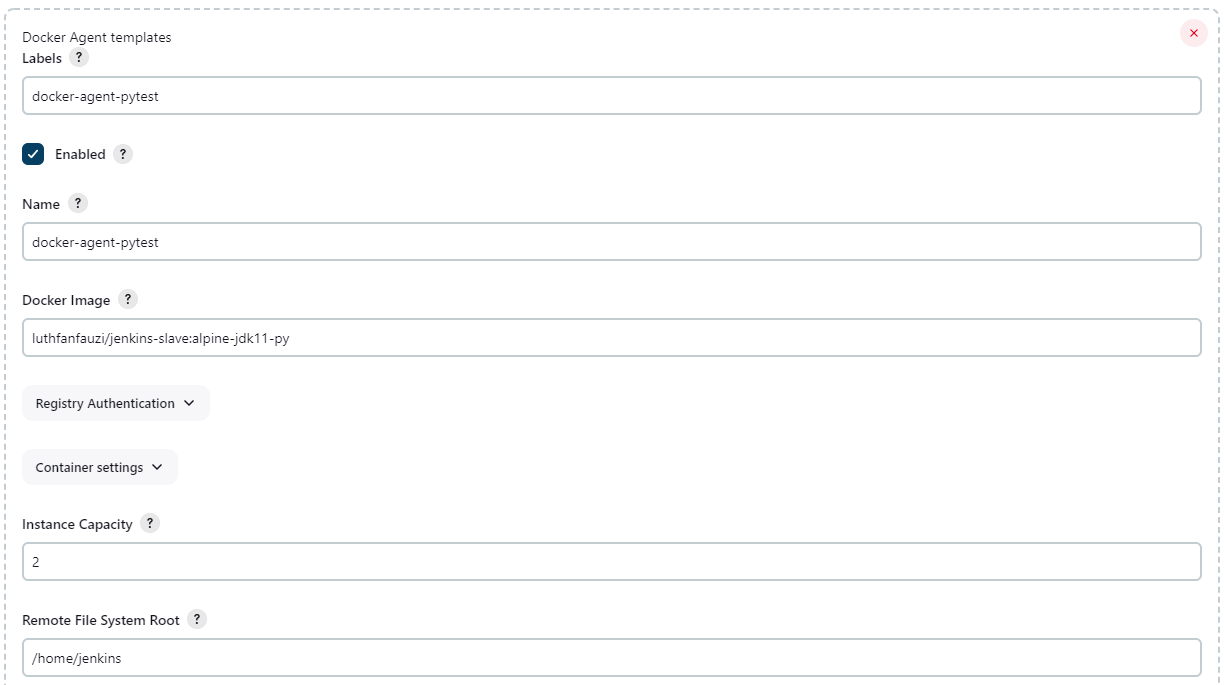 Docker Agent templates
Labels ?
docker-agent-pytest
Enabled ?
Name ?
docker-agent-pytest
Docker Image ?
luthfanfauzi/jenkins-slave:alpine-jdk11-py
Registry Authentication
Container settings
Instance Capacity ?
2
Remote File System Root ?
/home/jenkins